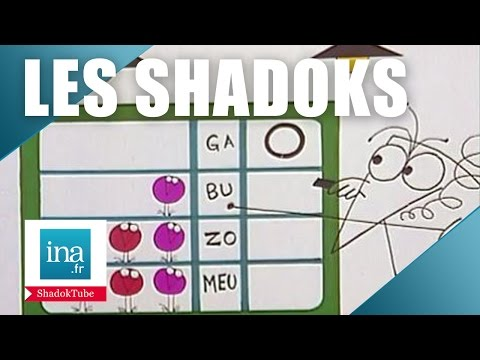 LES SHADOKS
GA
BU
ZO
MEU
ina
.fr
ShadokTube